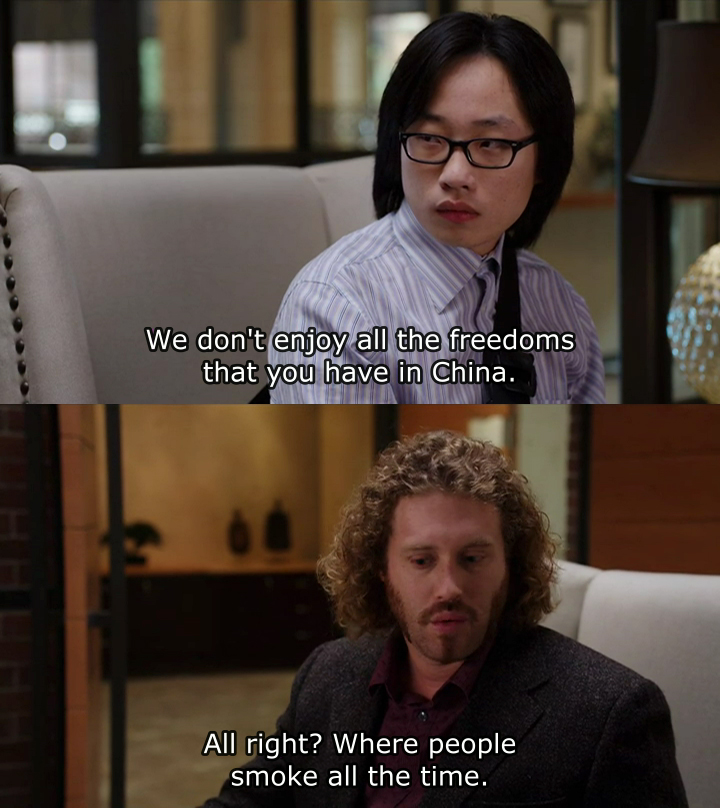 We don't enjoy all the freedoms
that you have in China.
All right? Where people
smoke all the time.